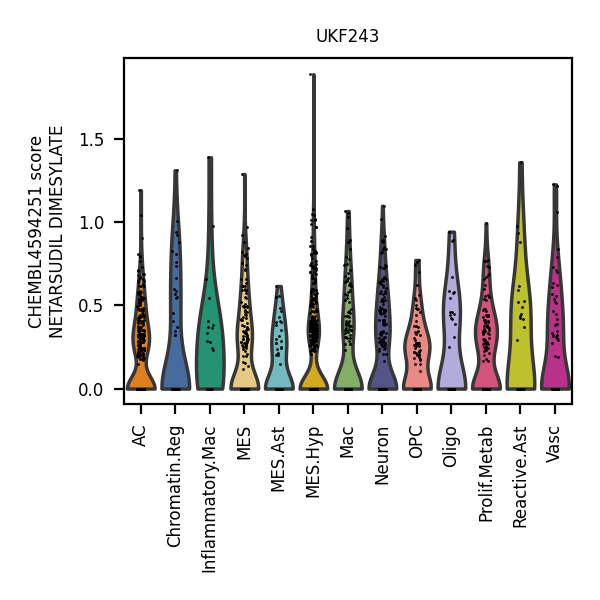 UKF243
CHEMBL4594251 score
NETARSUDIL DIMESYLATE
1.5
1.0
0.5
0.0
AC
Chromatin.Reg
Inflammatory.Mac
MES
MES.Ast
MES.Hyp
Mac
Neuron
OPC
Oligo
Prolif.Metab
Reactive.Ast
Vasc